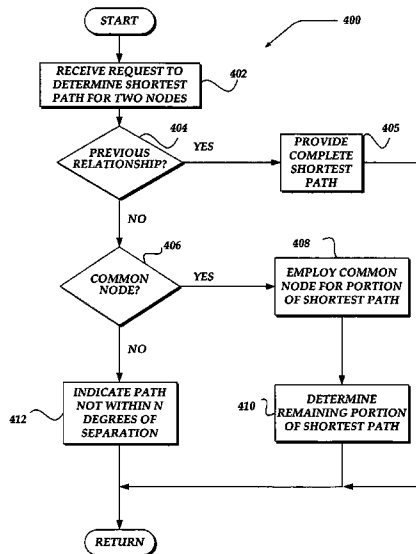 START
400
RECEIVE REQUEST TO
DETERMINE SHORTEST
PATH FOR TWO NODES
402
404
PREVIOUS
RELATIONSHIP?
YES
405
PROVIDE
COMPLETE
SHORTEST
PATH
NO
406
COMMON
NODE?
YES
408
EMPLOY COMMON
NODE FOR PORTION
OF SHORTEST PATH
NO
412
INDICATE PATH
NOT WITHIN N
DEGREES OF
SEPARATION
410
DETERMINE
REMAINING PORTION
OF SHORTEST PATH
RETURN